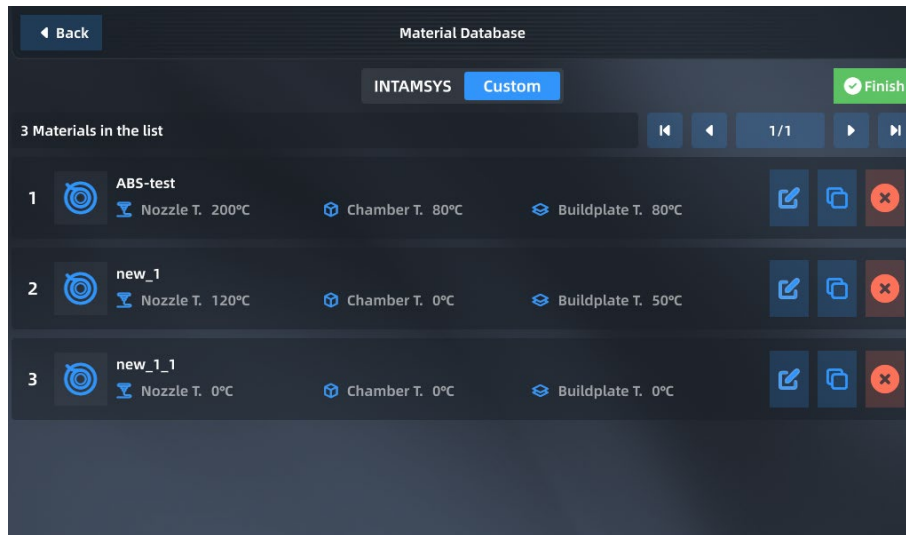 Back
Material Database
INTAMSYS Custom
Finish
3 Materials in the list
1/1
1
ABS-test
Nozzle T. 200℃ Chamber T. 80℃ Buildplate T. 80℃
2
new_1
Nozzle T. 120℃ Chamber T. 0℃ Buildplate T. 50℃
3
new_1_1
Nozzle T. 0℃ Chamber T. 0℃ Buildplate T. 0℃